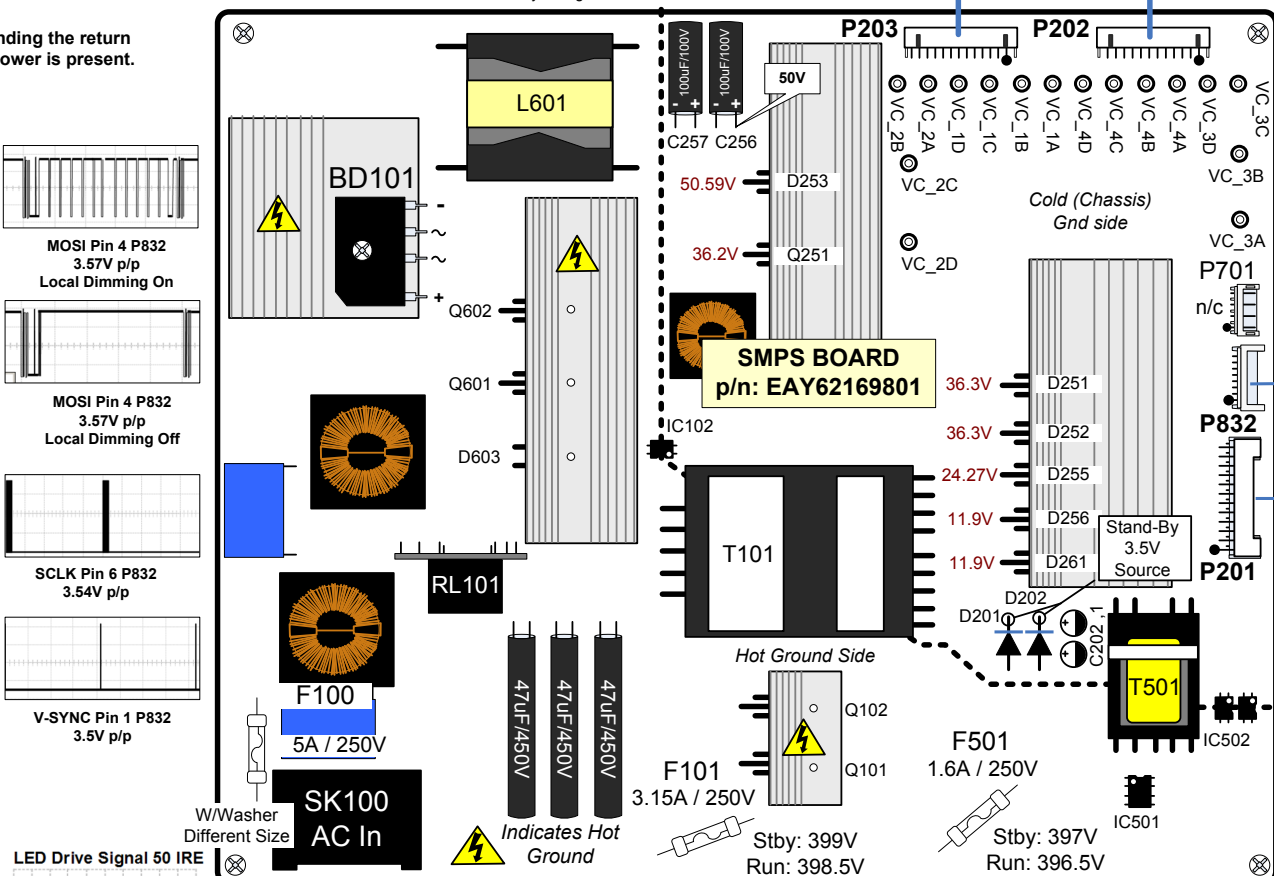 nding the return
ower is present.
MOSI Pin 4 P832
3.57V p/p
Local Dimming On
MOSI Pin 4 P832
3.57V p/p
Local Dimming Off
SCLK Pin 6 P832
3.54V p/p
V-SYNC Pin 1 P832
3.5V p/p
LED Drive Signal 50 IRE
L601
BD101
-
~
~
+
Q602
Q601
D603
RL101
F100
5A / 250V
SK100
AC In
W/Washer
Different Size
47uF/450V
47uF/450V
47uF/450V
Indicates Hot
Ground
100uF/100V
- +
100uF/100V
- +
C257
C256
50V
50.59V
D253
36.2V
Q251
SMPS BOARD
p/n: EAY62169801
IC102
T101
Hot Ground Side
Q102
Q101
F101
3.15A / 250V
Stby: 399V
Run: 398.5V
F501
1.6A / 250V
Stby: 397V
Run: 396.5V
P203
P202
VC_2B
VC_2A
VC_1D
VC_1C
VC_1B
VC_1A
VC_4D
VC_4C
VC_4B
VC_4A
VC_3D
VC_3C
VC_2C
VC_2D
VC_3B
VC_3A
Cold (Chassis)
Gnd side
P701
n/c
P832
P201
36.3V
D251
36.3V
D252
24.27V
D255
11.9V
D256
11.9V
D261
Stand-By
3.5V
Source
D202
D201
+
+
C202 ,1
T501
IC502
IC501